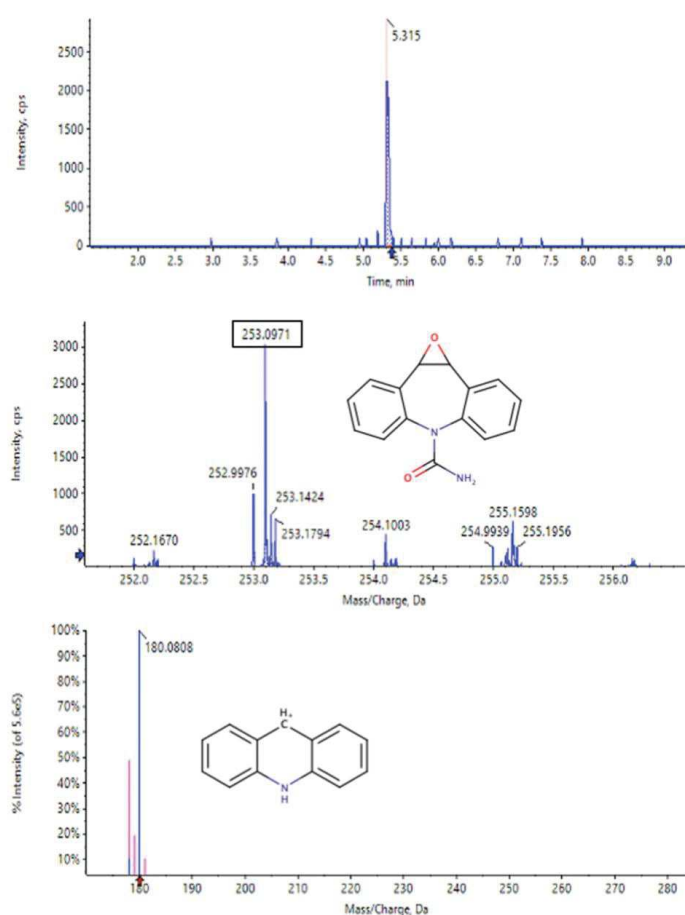 Intensity, cps
2500
2000
1500
1000
500
0
5.315
2.0 2.5 3.0 3.5 4.0 4.5 5.0 5.5 6.0 6.5 7.0 7.5 8.0 8.5 9.0
Time, min
Intensity, cps
3000
2500
2000
1500
1000
500
253.0971
252.9976
253.1424
253.1794
252.1670
254.1003
255.1598
254.9939
255.1956
O
N
O
NH₂
252.0 252.5 253.0 253.5 254.0 254.5 255.0 255.5 256.0
Mass/Charge, Da
% Intensity (of 5.6e5)
100%
90%
80%
70%
60%
50%
40%
30%
20%
10%
180.0808
H₊
C
N
H
180 190 200 210 220 230 240 250 260 270 280
Mass/Charge, Da